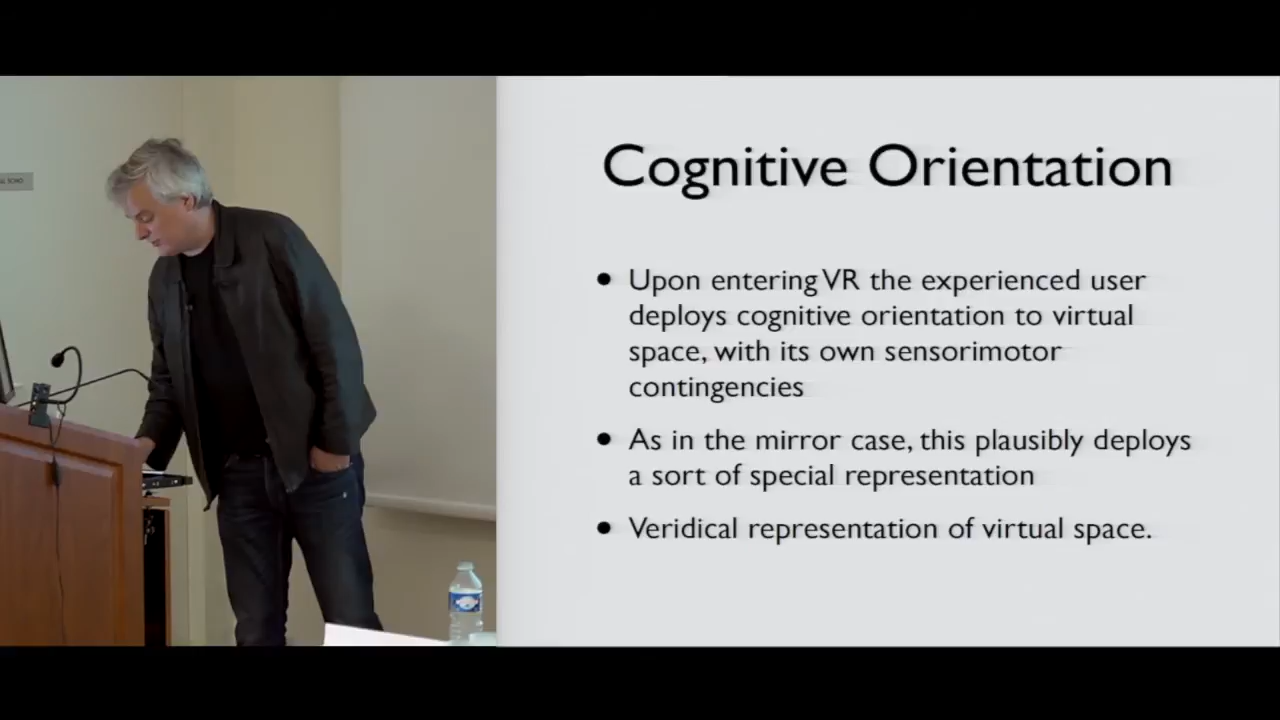 Cognitive Orientation
• Upon entering VR the experienced user
deploys cognitive orientation to virtual
space, with its own sensorimotor
contingencies
• As in the mirror case, this plausibly deploys
a sort of special representation
• Veridical representation of virtual space.